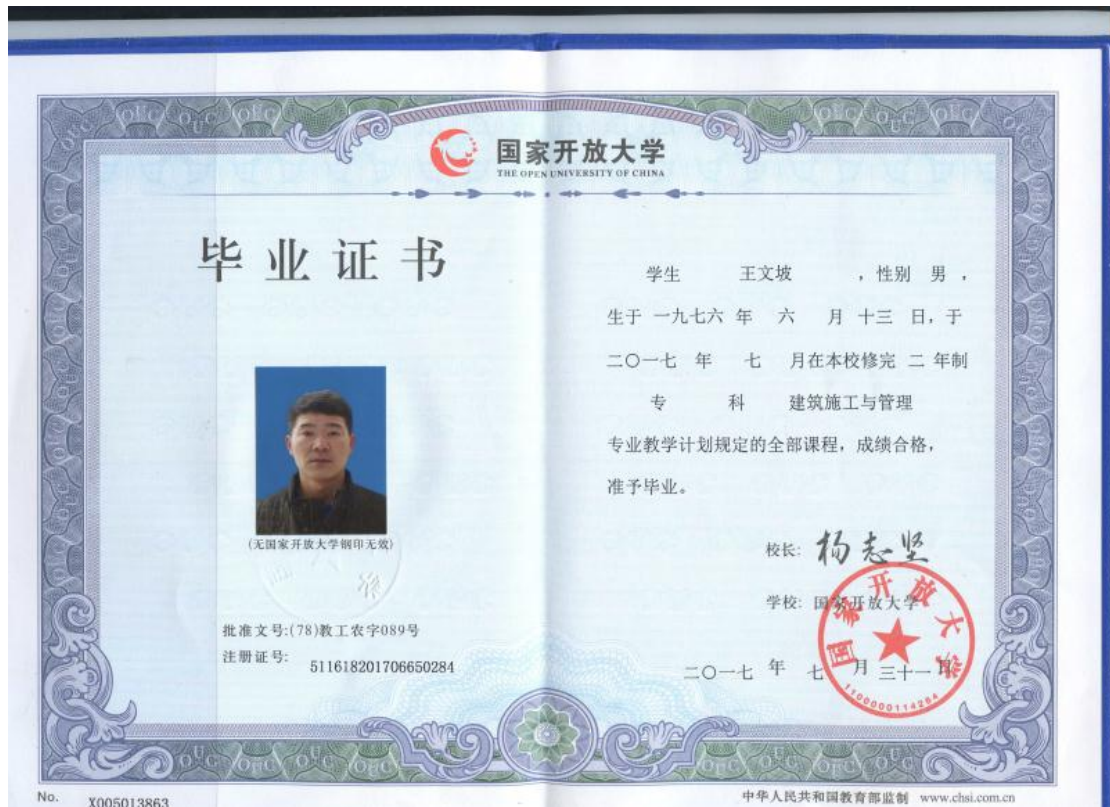 国家开放大学
THE OPEN UNIVERSITY OF CHINA
毕业证书
(无国家开放大学钢印无效)
批准文号:(78)教工农字089号
注册证号: 511618201706650284
学生 王文坡 ，性别 男 ，
生于 一九七六 年 六 月 十三 日，于
二〇一七 年 七 月在本校修完 二 年制
专 科 建筑施工与管理
专业教学计划规定的全部课程，成绩合格，
准予毕业。
校长: 杨志坚
学校: 国家开放大学
国家开放大学
1100000114284
二〇一七 年 七 月 三十一 日
No. X005013863
中华人民共和国教育部监制 www.chsi.com.cn